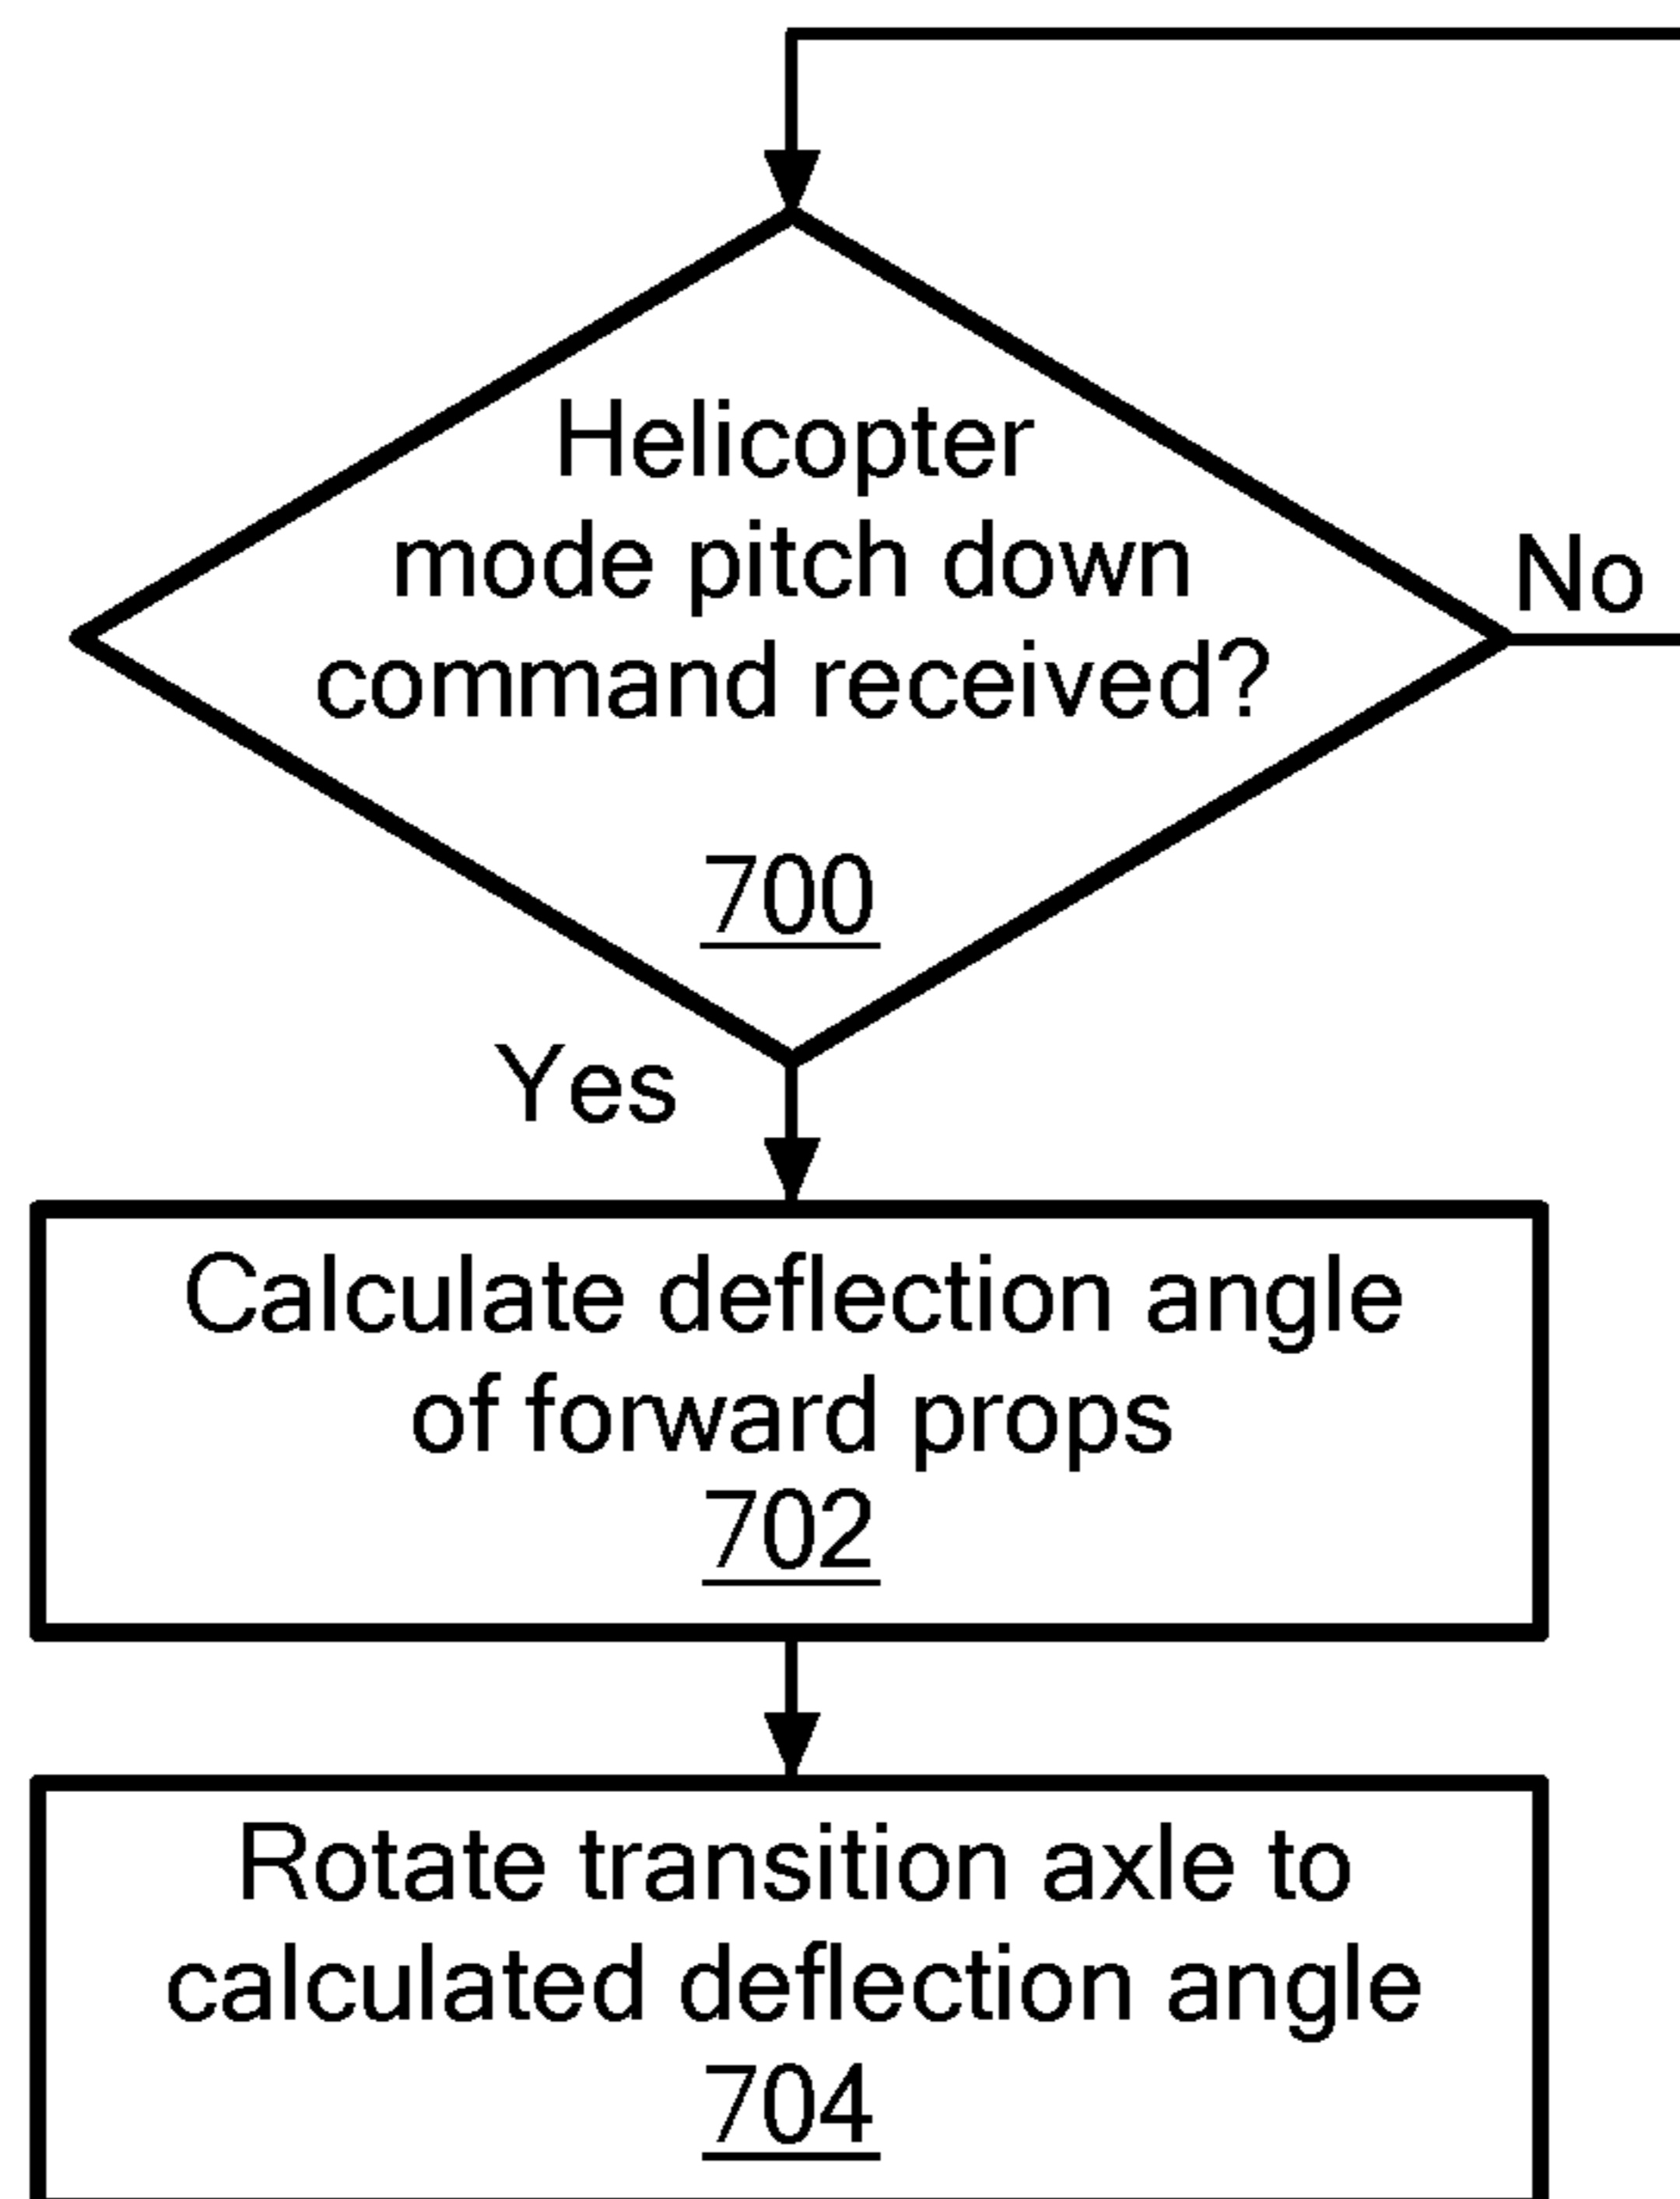 Helicopter
mode pitch down
command received?
No
700
Yes
Calculate deflection angle
of forward props
702
Rotate transition axle to
calculated deflection angle
704